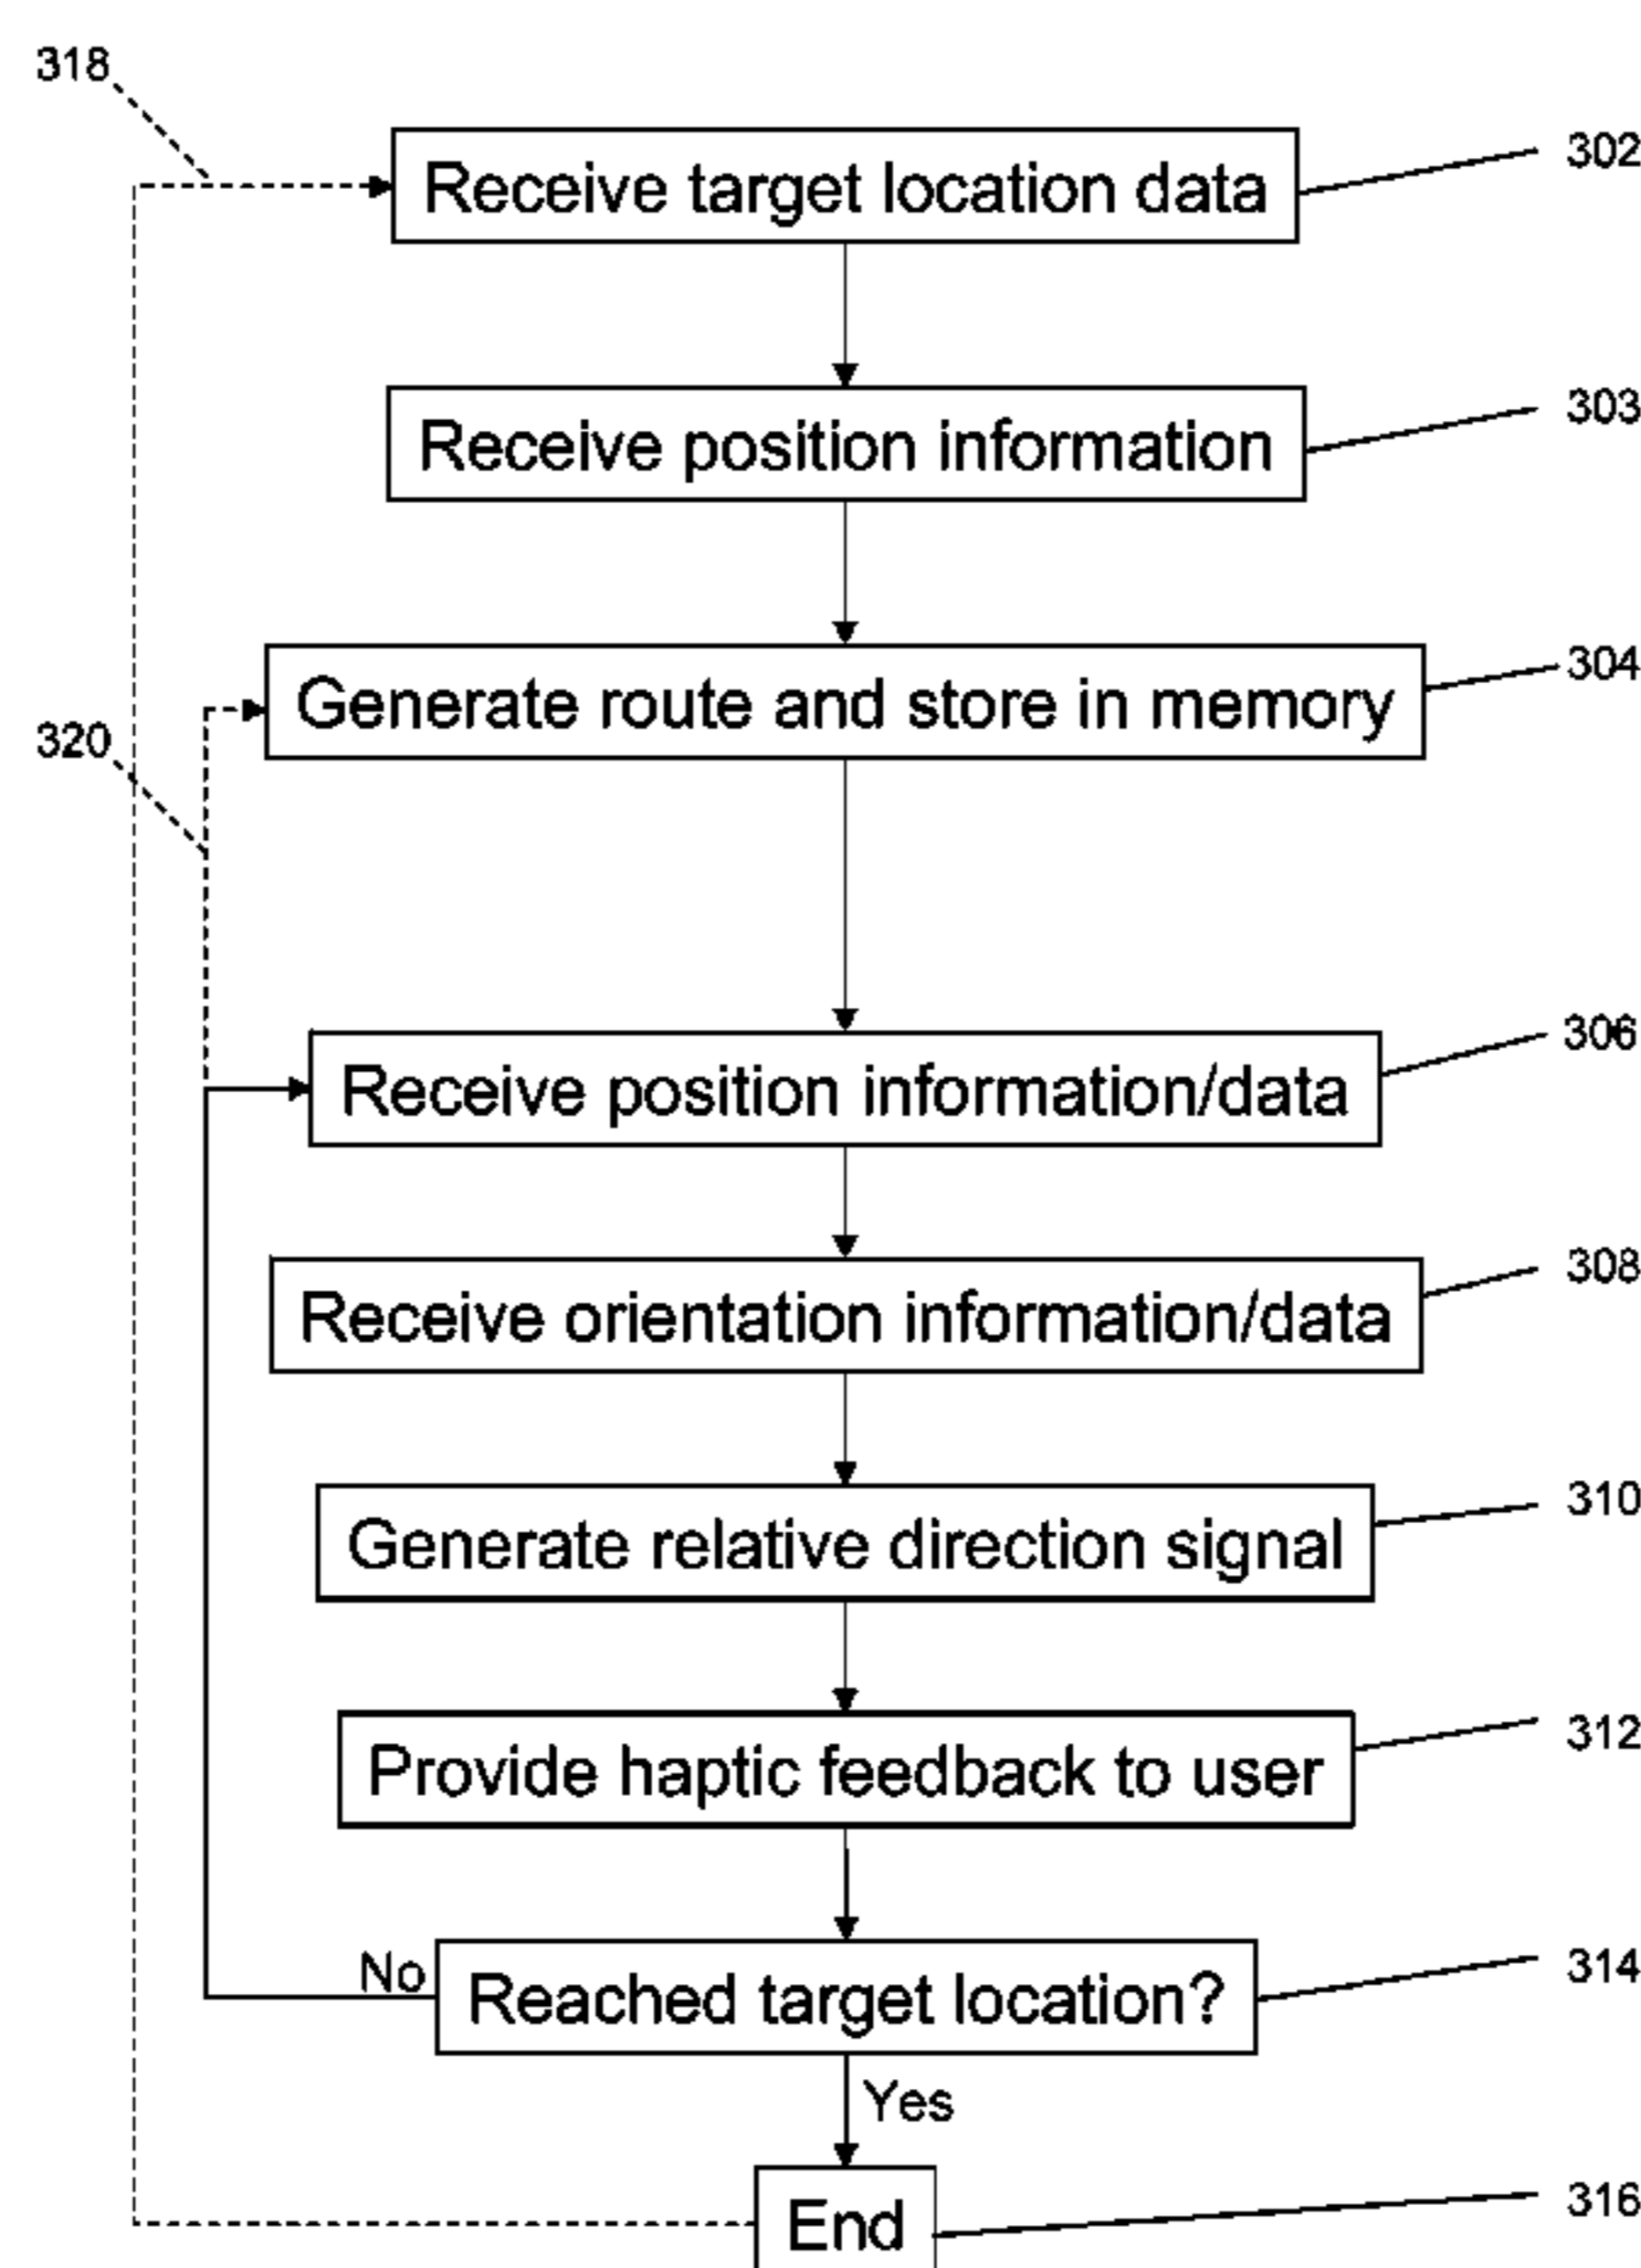 318
302
Receive target location data
303
Receive position information
304
Generate route and store in memory
320
306
Receive position information/data
308
Receive orientation information/data
310
Generate relative direction signal
312
Provide haptic feedback to user
314
No
Reached target location?
Yes
316
End